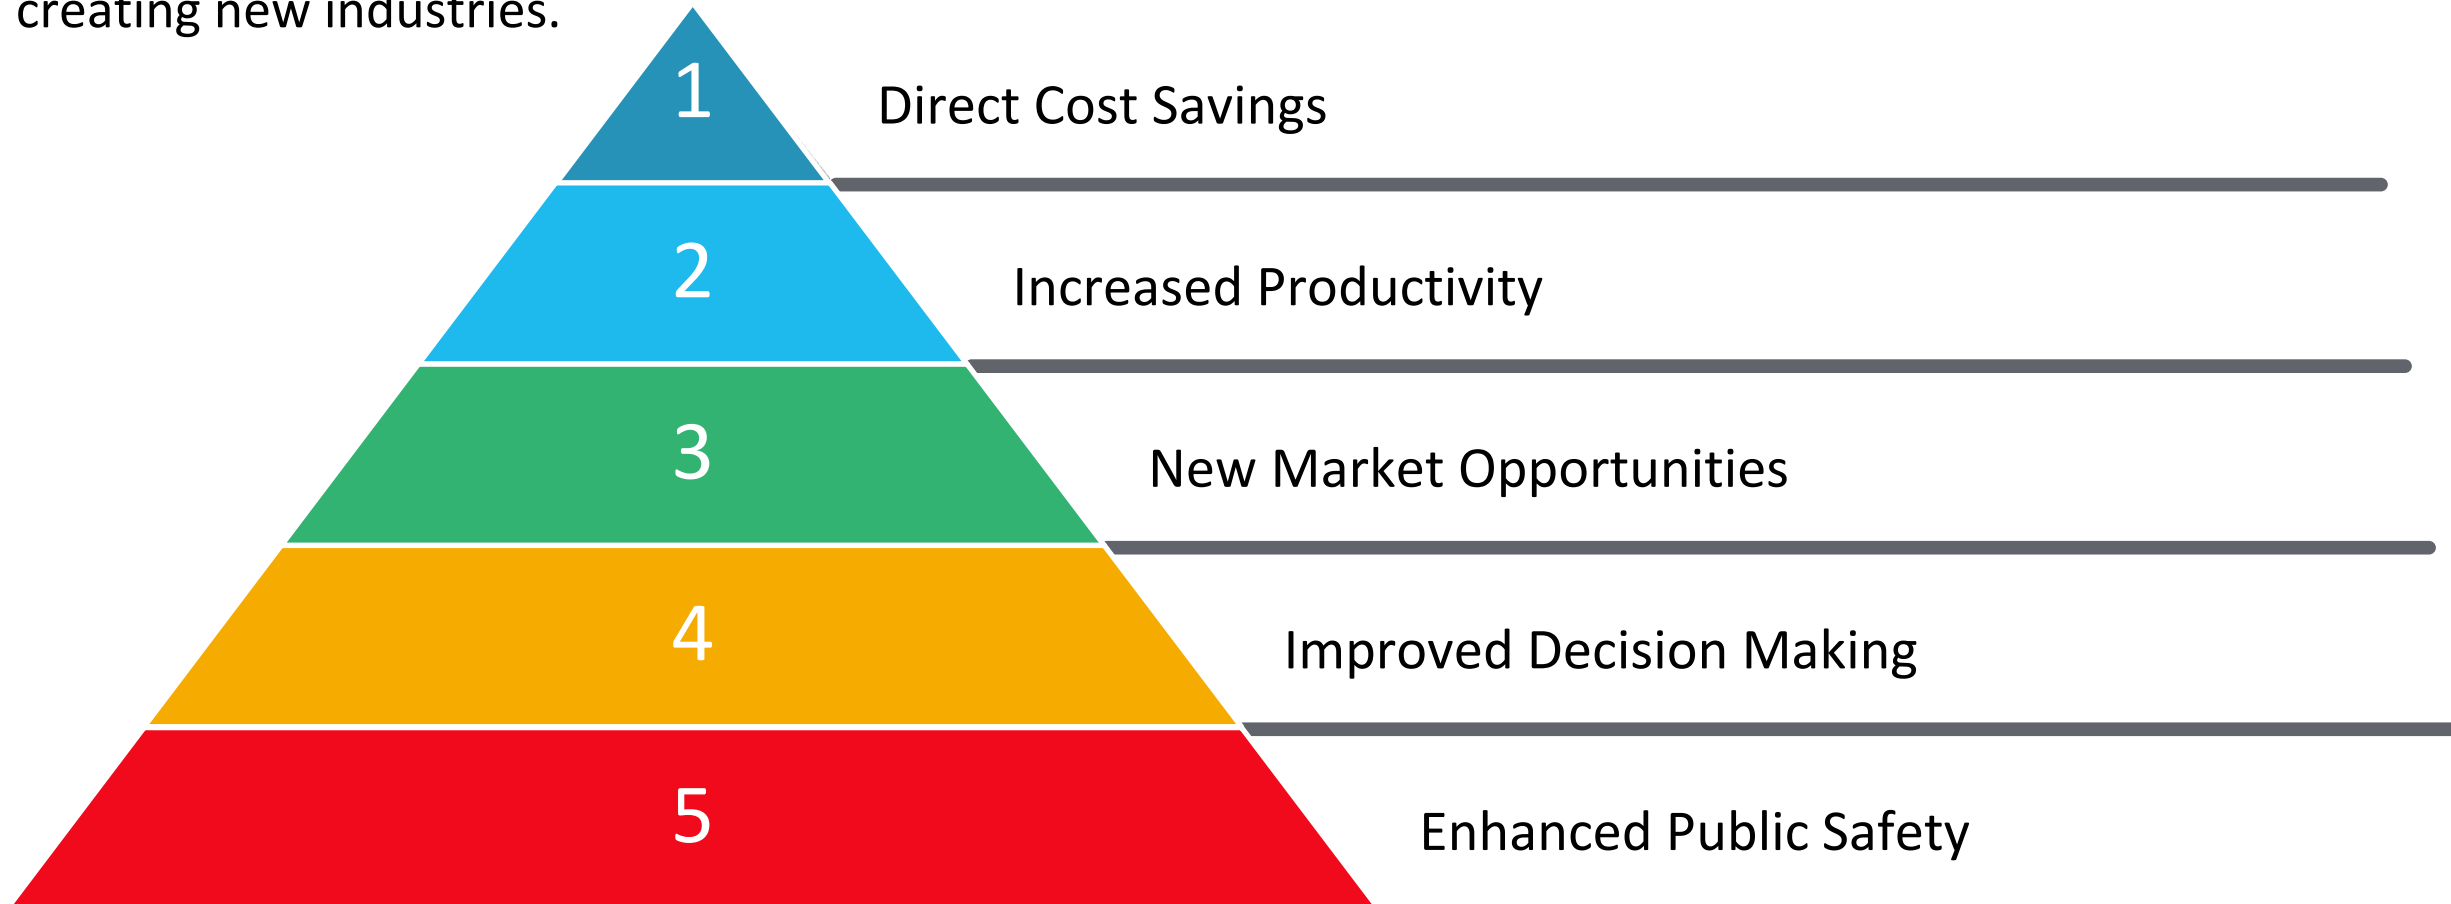 creating new industries.
1
Direct Cost Savings
2
Increased Productivity
3
New Market Opportunities
4
Improved Decision Making
5
Enhanced Public Safety